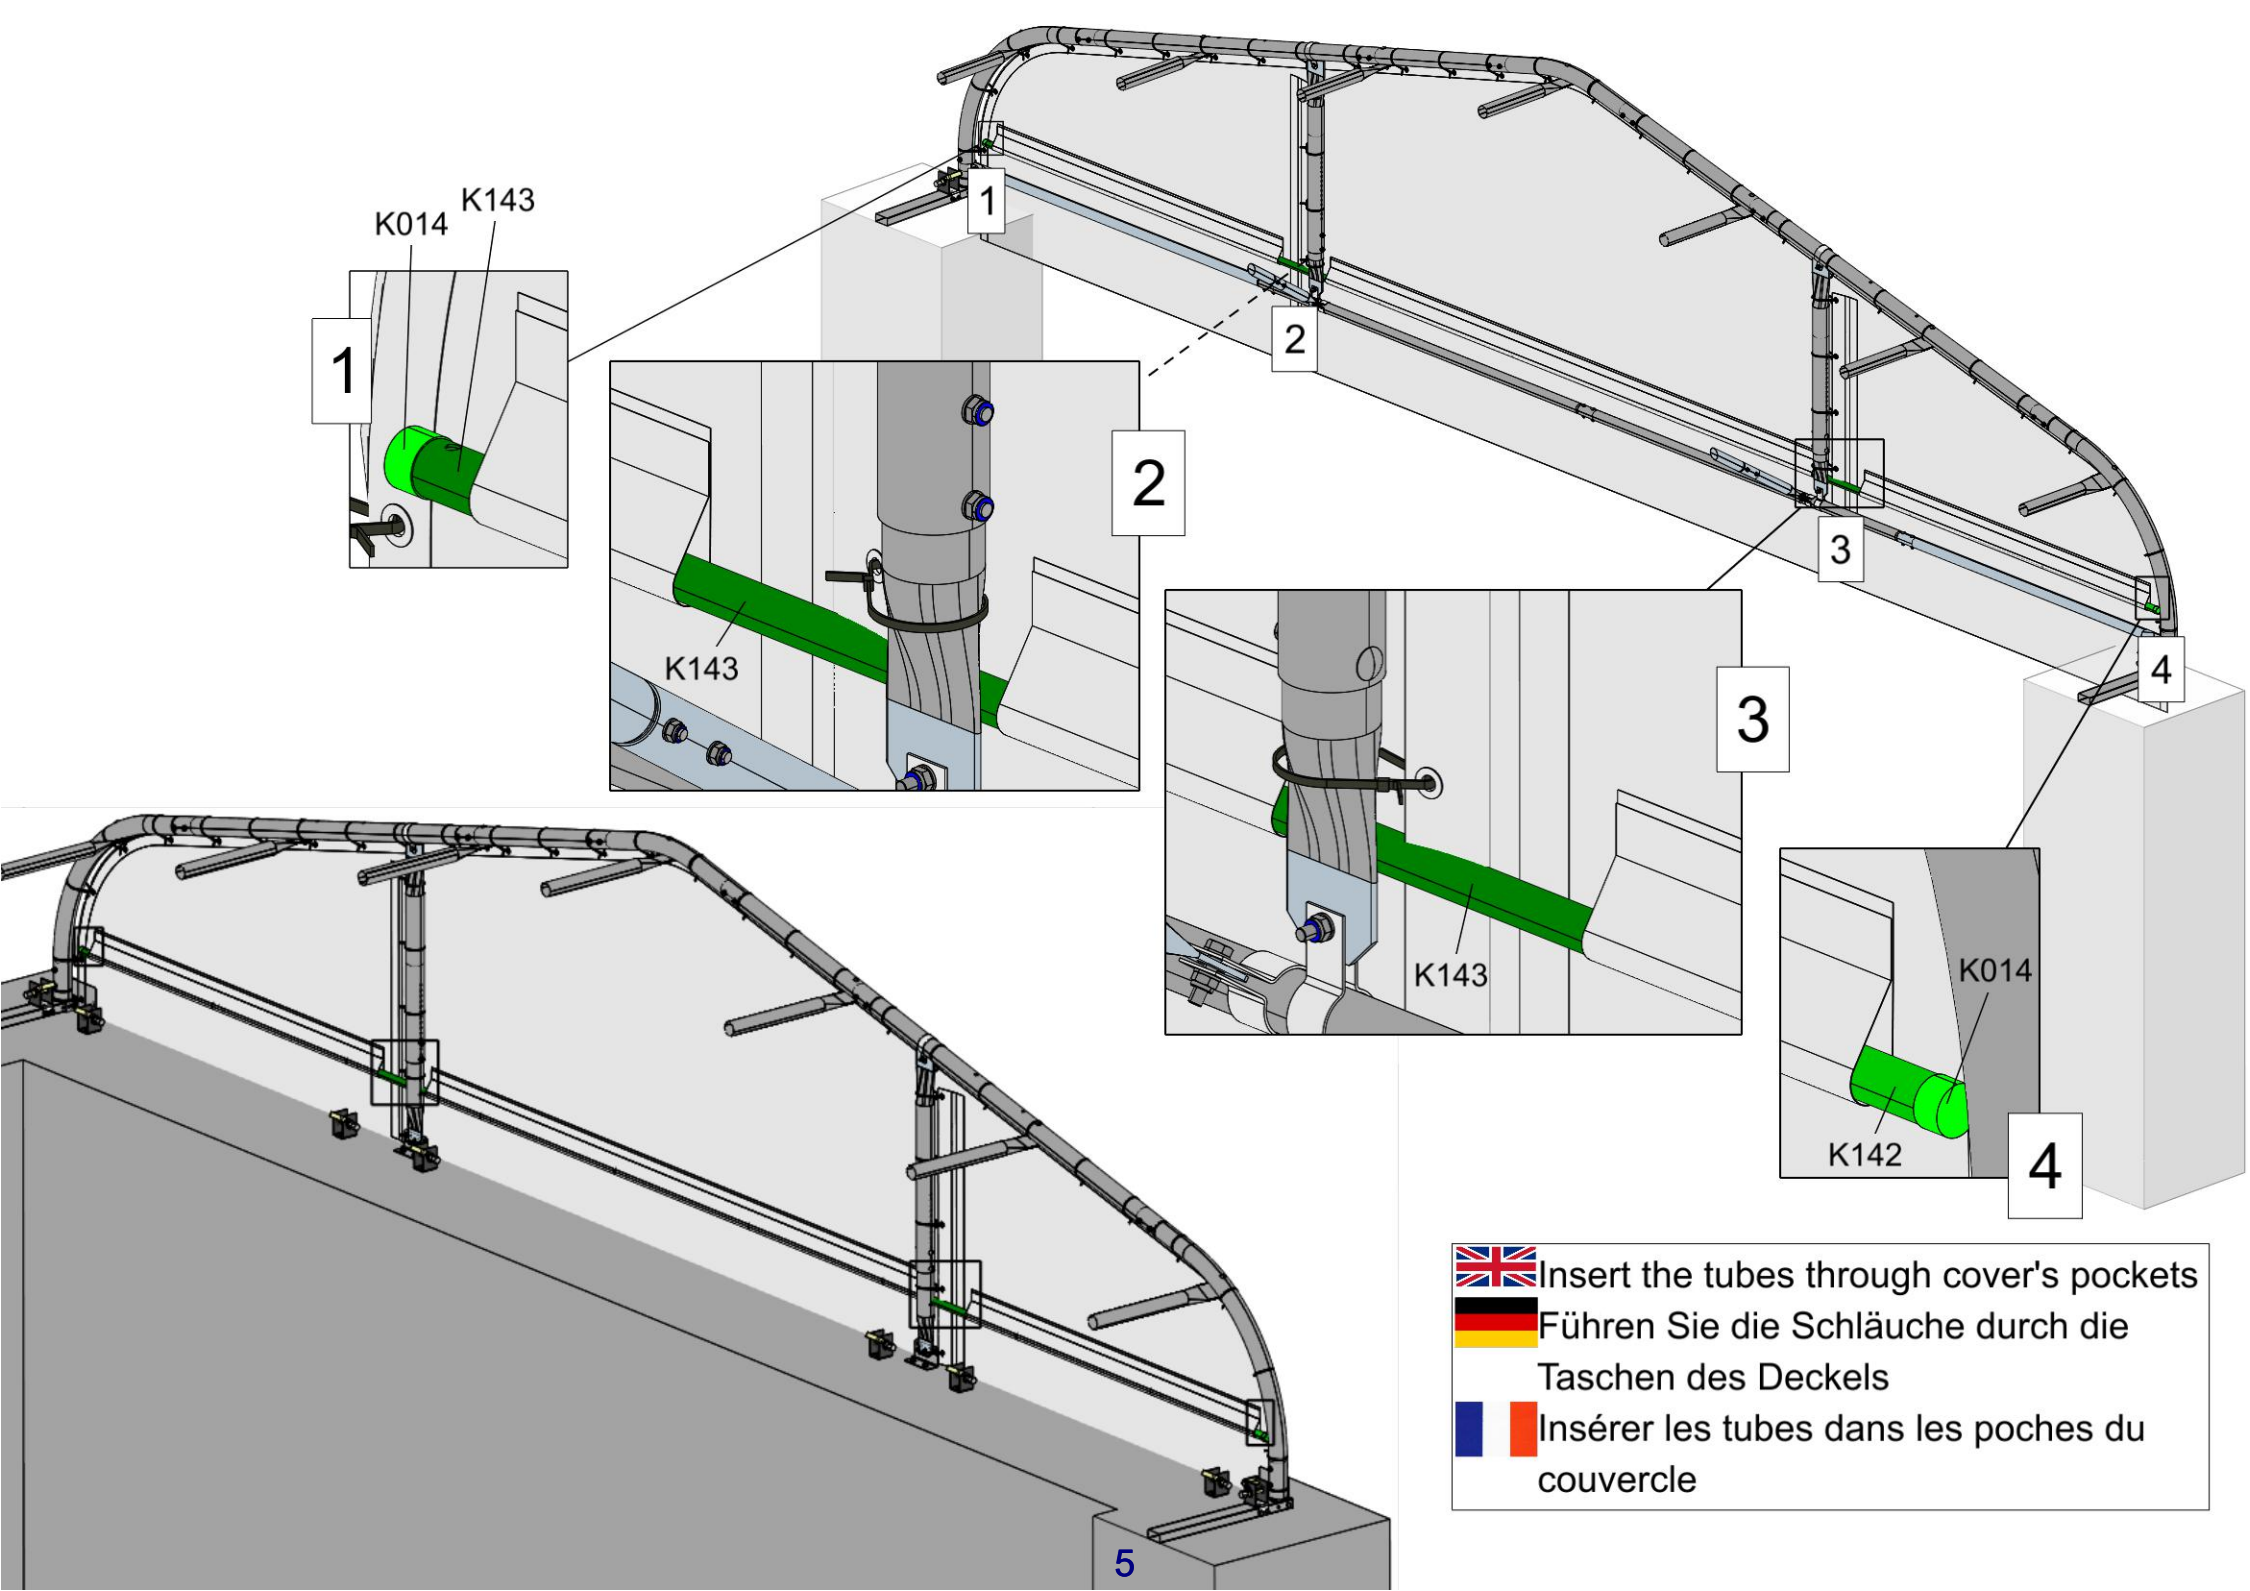 K143
K014
1
1
2
2
K143
3
3
K143
4
K014
K142
4
Insert the tubes through cover's pockets
Führen Sie die Schläuche durch die
Taschen des Deckels
Insérer les tubes dans les poches du
couvercle
5